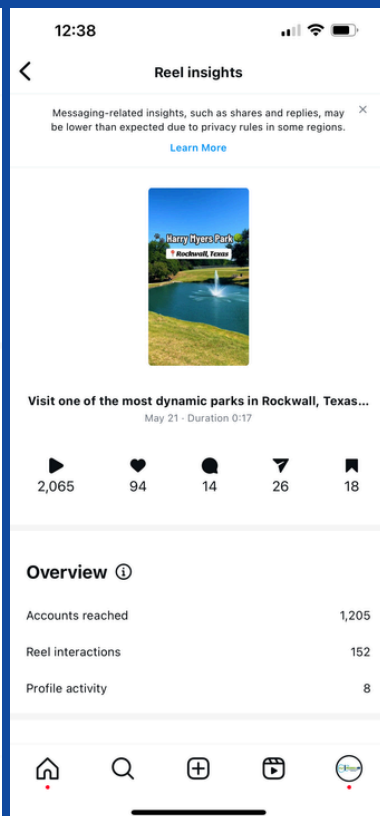 12:38
Reel insights
Messaging-related insights, such as shares and replies, may
be lower than expected due to privacy rules in some regions.
Learn More
Harry Myers Park
Rockwall, Texas
Visit one of the most dynamic parks in Rockwall, Texas...
May 21 · Duration 0:17
2,065 94 14 26 18
Overview
Accounts reached 1,205
Reel interactions 152
Profile activity 8